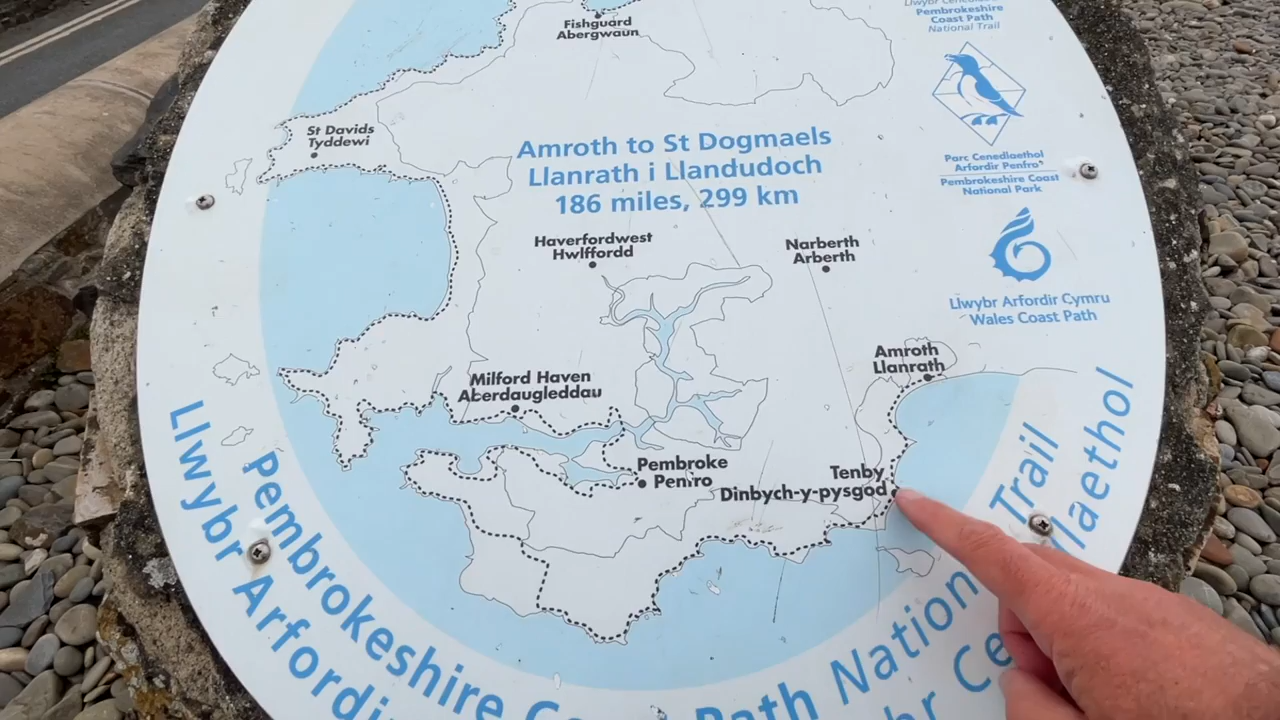 Fishguard
Abergwaun
Llwybr Cenedlaethol
Pembrokeshire
Coast Path
National Trail
St Davids
Tyddewi
Amroth to St Dogmaels
Llanrath i Llandudoch
186 miles, 299 km
Parc Cenedlaethol
Arfordir Penfro
Pembrokeshire Coast
National Park
Haverfordwest
Hwlffordd
Narberth
Arberth
Llwybr Arfordir Cymru
Wales Coast Path
Amroth
Llanrath
Milford Haven
Aberdaugleddau
Pembroke
Penfro
Tenby
Dinbych-y-pysgod
Pembrokeshire Path National Trail
Llwybr